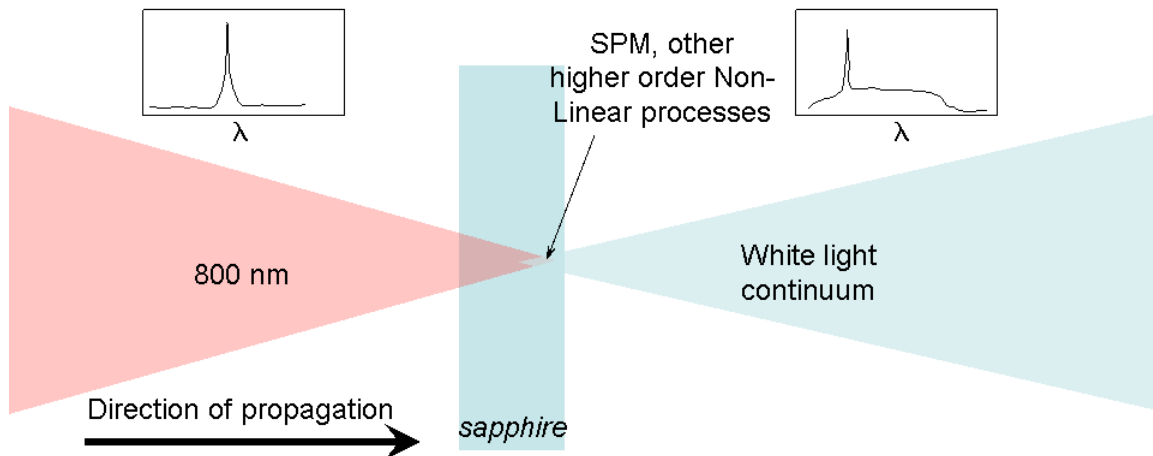 λ
SPM, other
higher order Non-
Linear processes
λ
800 nm
White light
continuum
Direction of propagation
sapphire